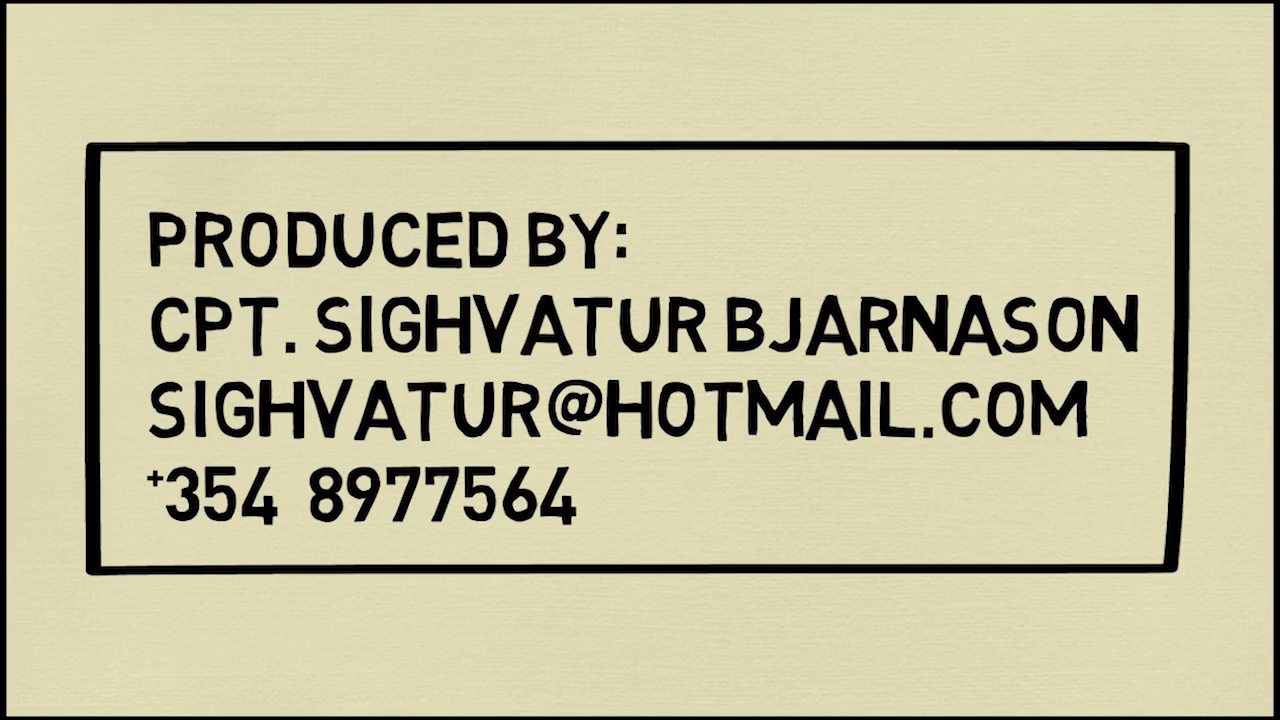 PRODUCED BY:
CPT. SIGHVATUR BJARNASON
SIGHVATUR@HOTMAIL.COM
+354 8977564